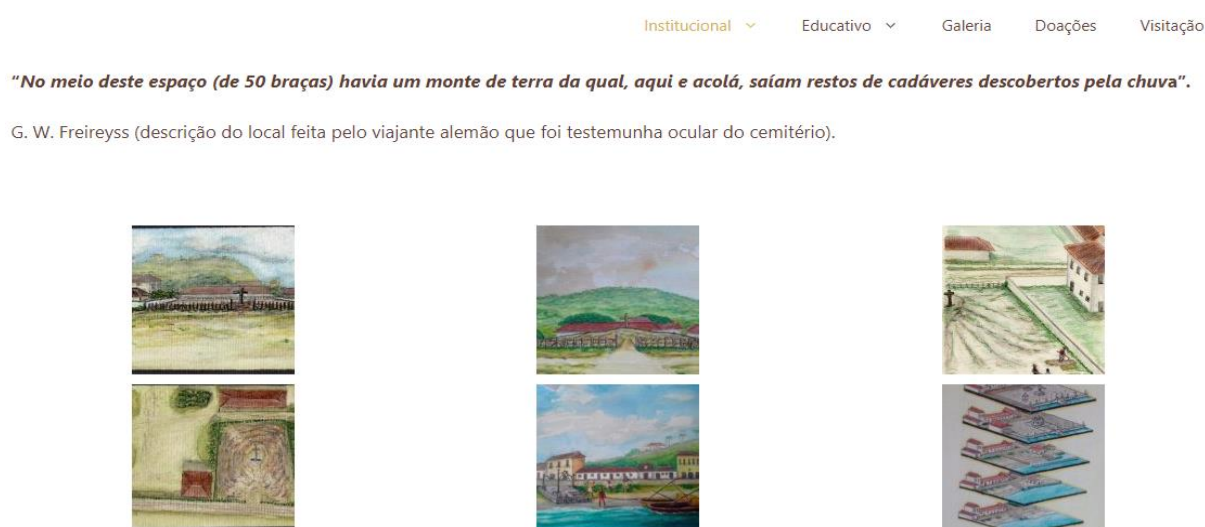 Institucional
Educativo
Galeria
Doações
Visitação
"No meio deste espaço (de 50 braças) havia um monte de terra da qual, aqui e acolá, saíam restos de cadáveres descobertos pela chuva".
G. W. Freireyss (descrição do local feita pelo viajante alemão que foi testemunha ocular do cemitério).